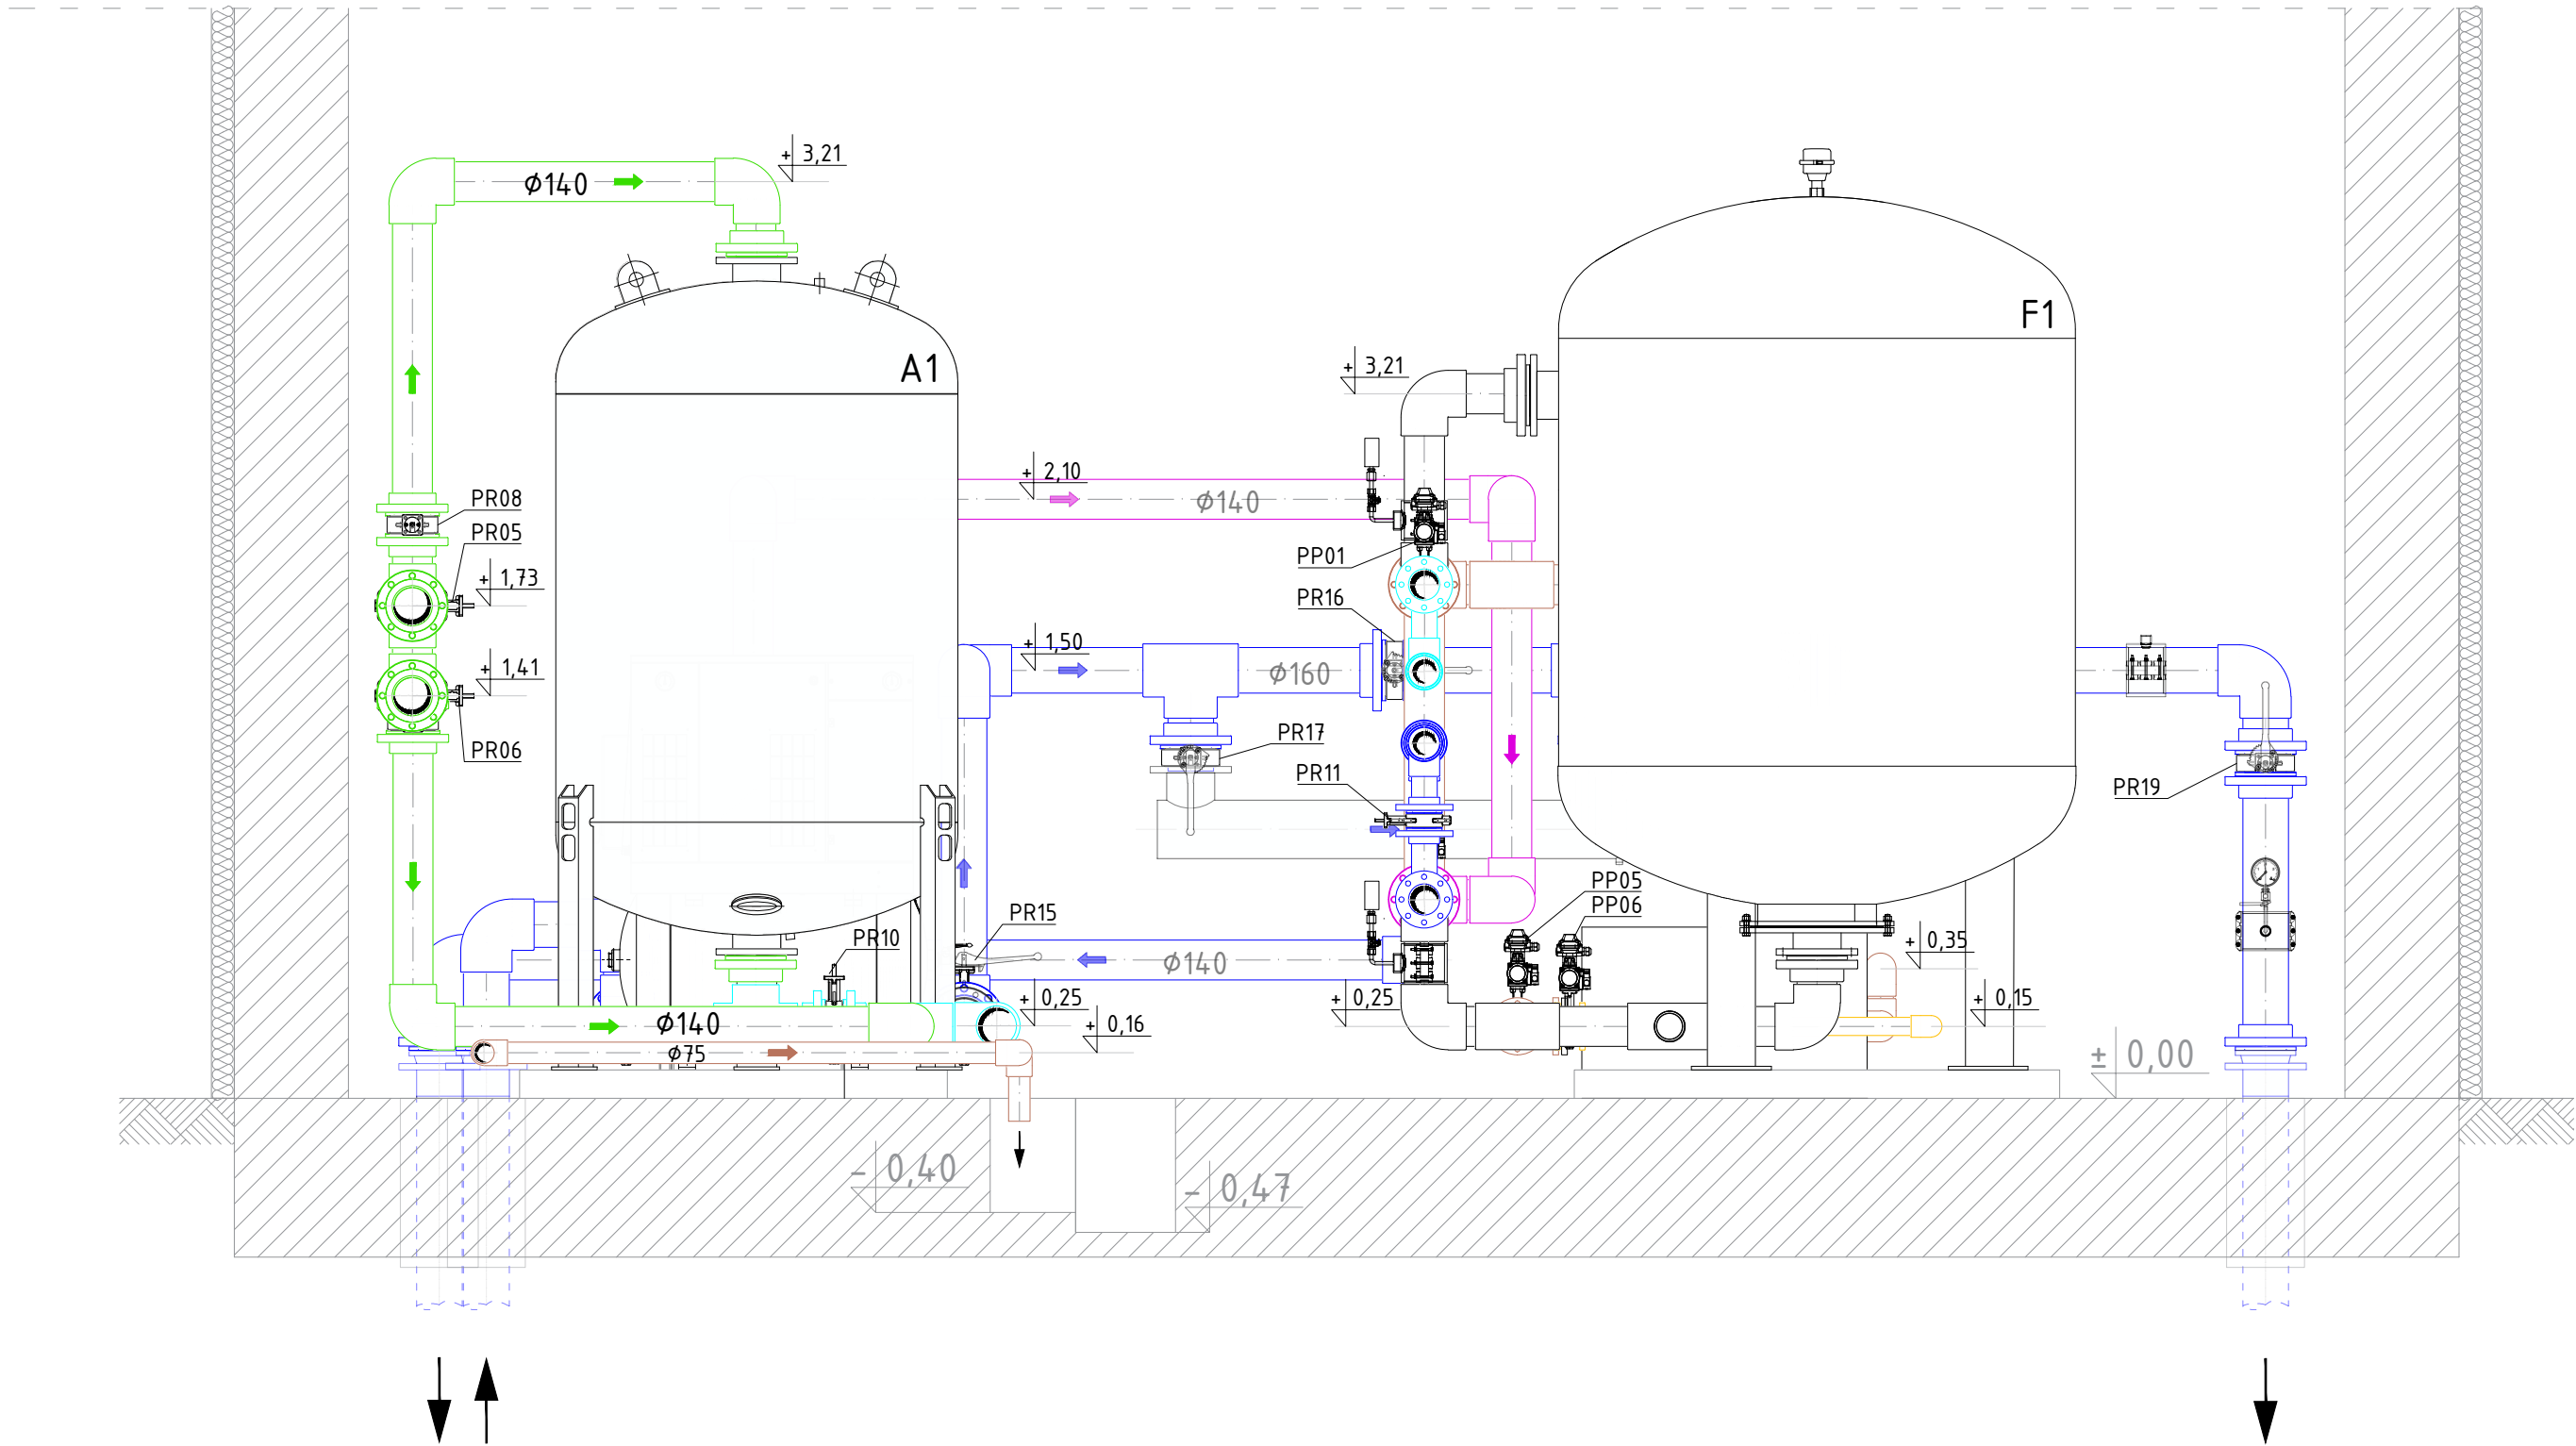 + 3,21
ϕ140
F1
A1
+ 3,21
+ 2,10
PR08
ϕ140
PR05
PP01
+ 1,73
PR16
+ 1,50
+ 1,41
ϕ160
PR17
PR06
PR11
PR19
PP05
PP06
PR15
PR10
+ 0,35
ϕ140
+ 0,25
+ 0,25
+ 0,15
ϕ140
+ 0,16
ϕ75
± 0,00
- 0,40
- 0,47